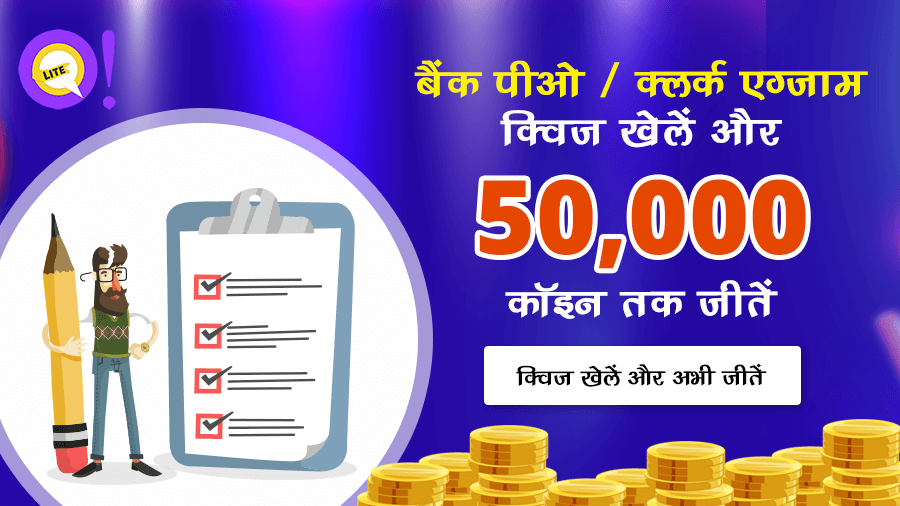 LITE
बैंक पीओ / क्लर्क एग्जाम
क्विज खेलें और
50,000
कॉइन तक जीतें
क्विज खेलें और अभी जीतें